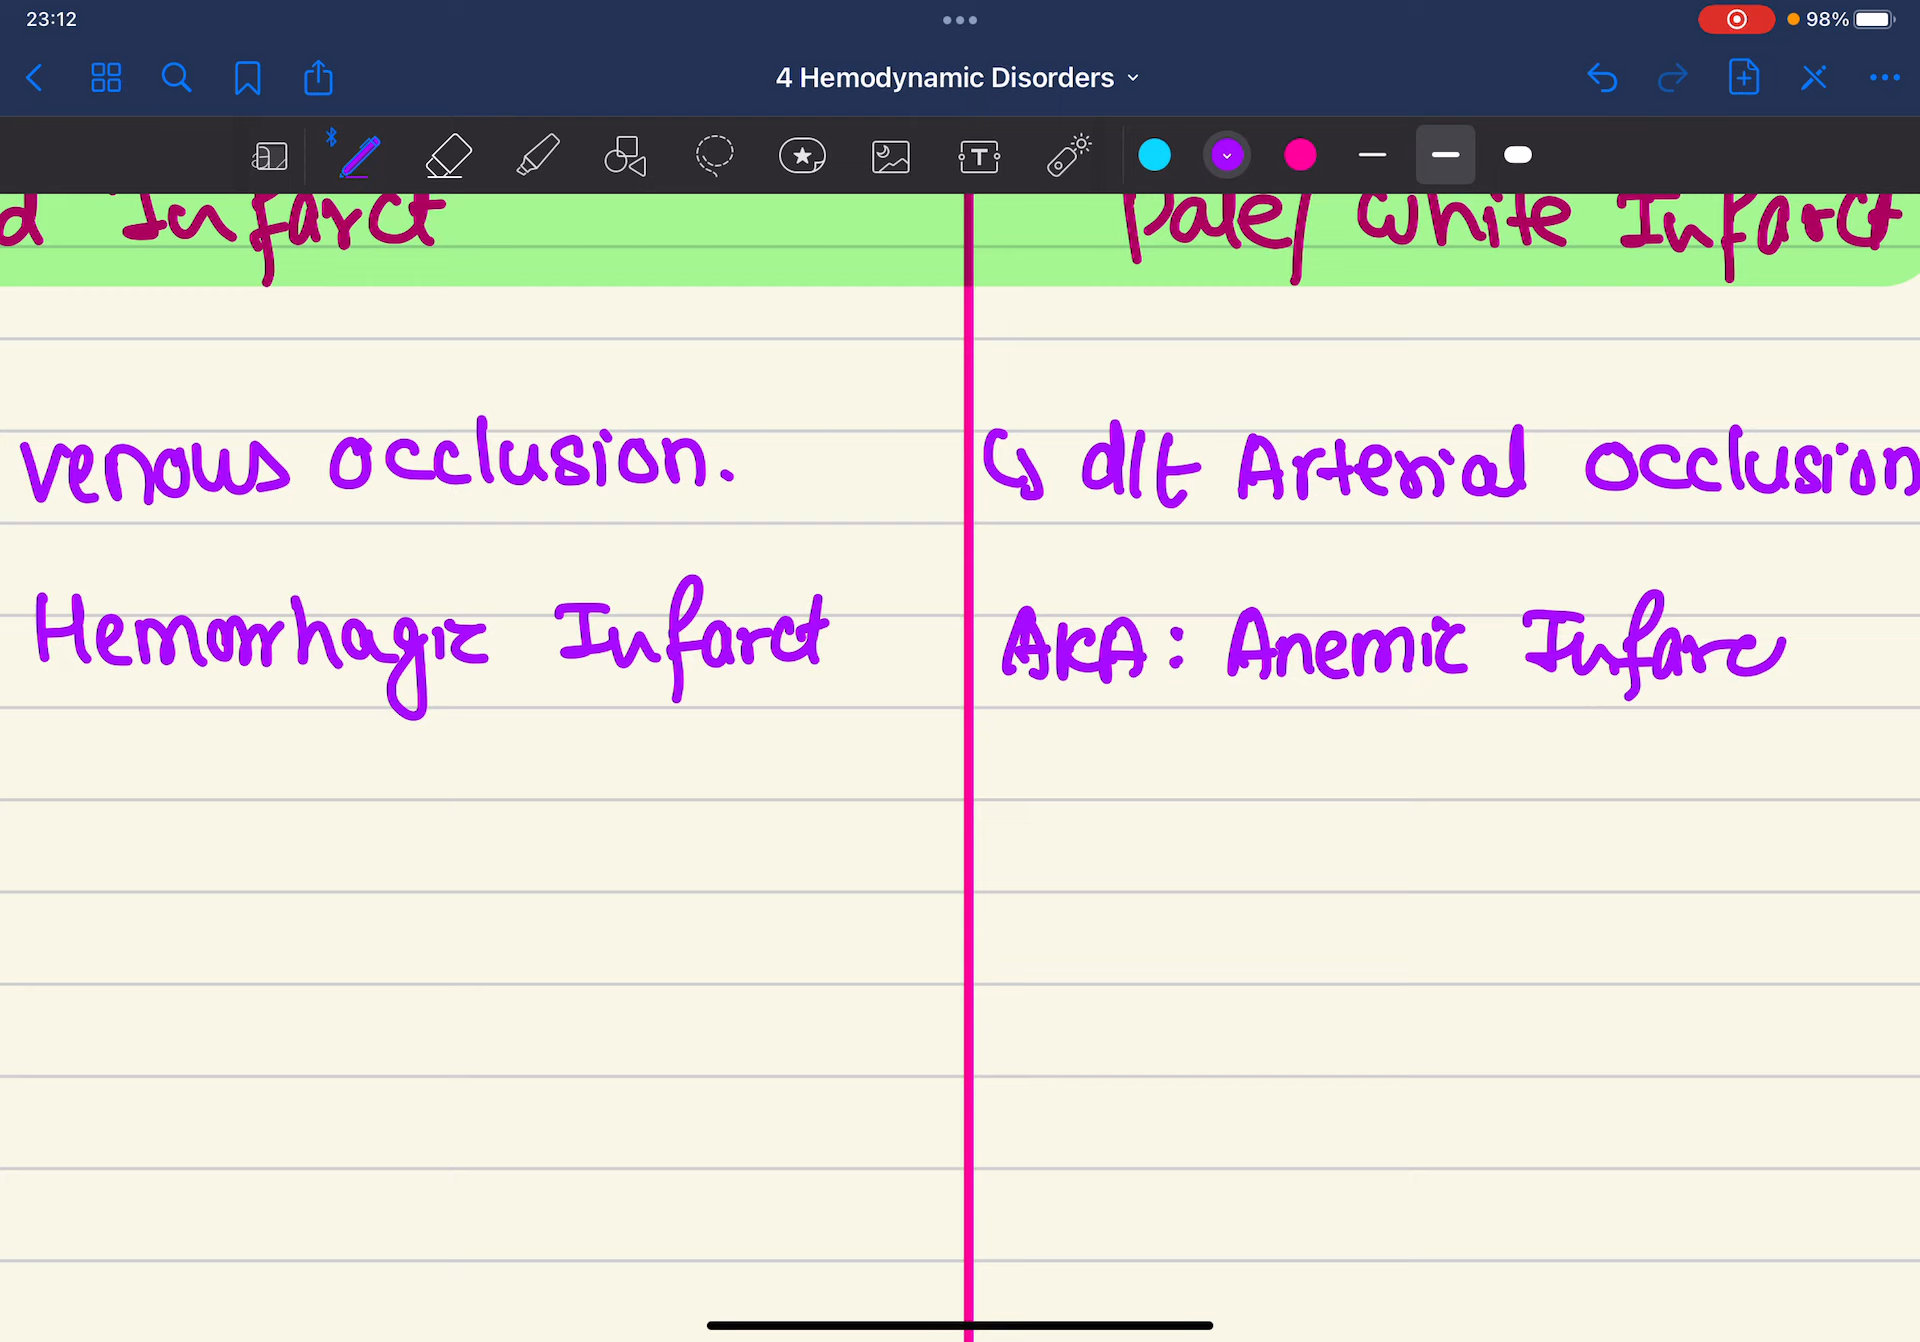 23:12
98%
4 Hemodynamic Disorders
d Infarct
Pale/ White Infarct
venous occlusion.
↳ d/t Arterial occlusion
Hemorrhagic Infarct
AKA: Anemic Infarc